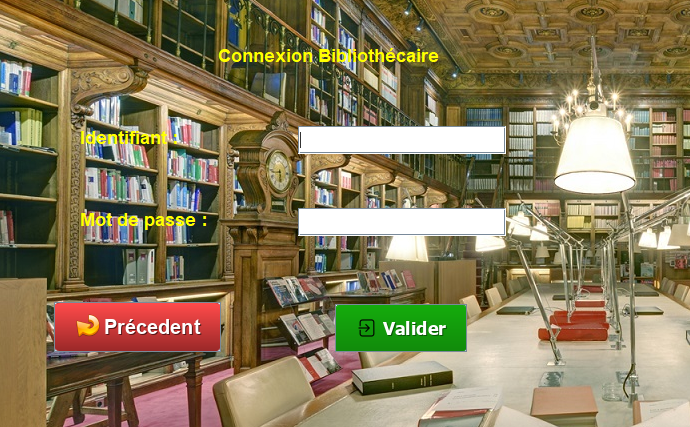 Connexion Bibliothécaire
Identifiant :
Mot de passe :
Précedent
Valider